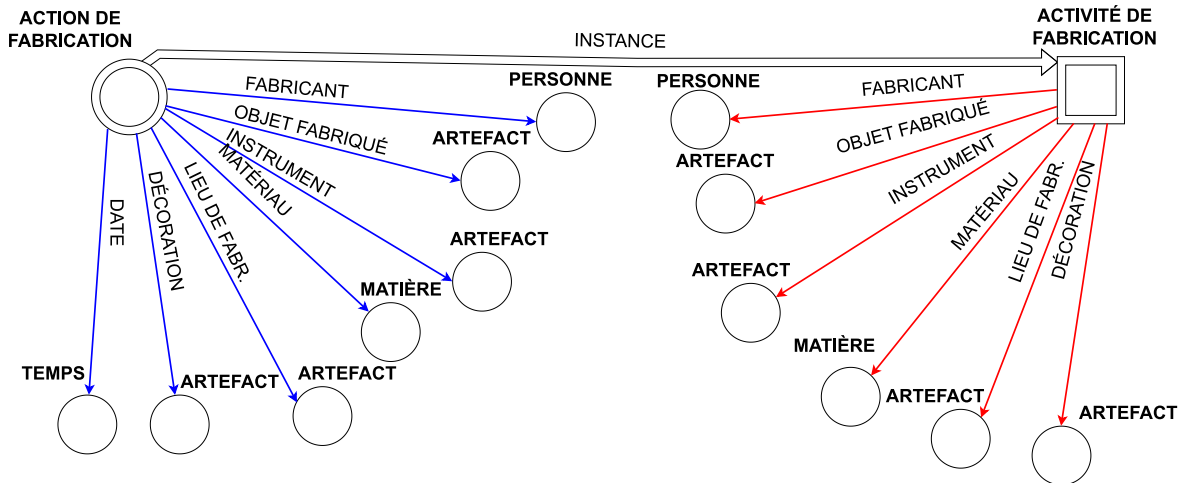 ACTION DE
FABRICATION
INSTANCE
ACTIVITÉ DE
FABRICATION
FABRICANT
PERSONNE
OBJET FABRIQUÉ
ARTEFACT
INSTRUMENT
ARTEFACT
MATÉRIAU
MATIÈRE
LIEU DE FABR.
ARTEFACT
DÉCORATION
ARTEFACT
DATE
TEMPS
FABRICANT
PERSONNE
OBJET FABRIQUÉ
ARTEFACT
INSTRUMENT
ARTEFACT
MATÉRIAU
MATIÈRE
LIEU DE FABR.
ARTEFACT
DÉCORATION
ARTEFACT